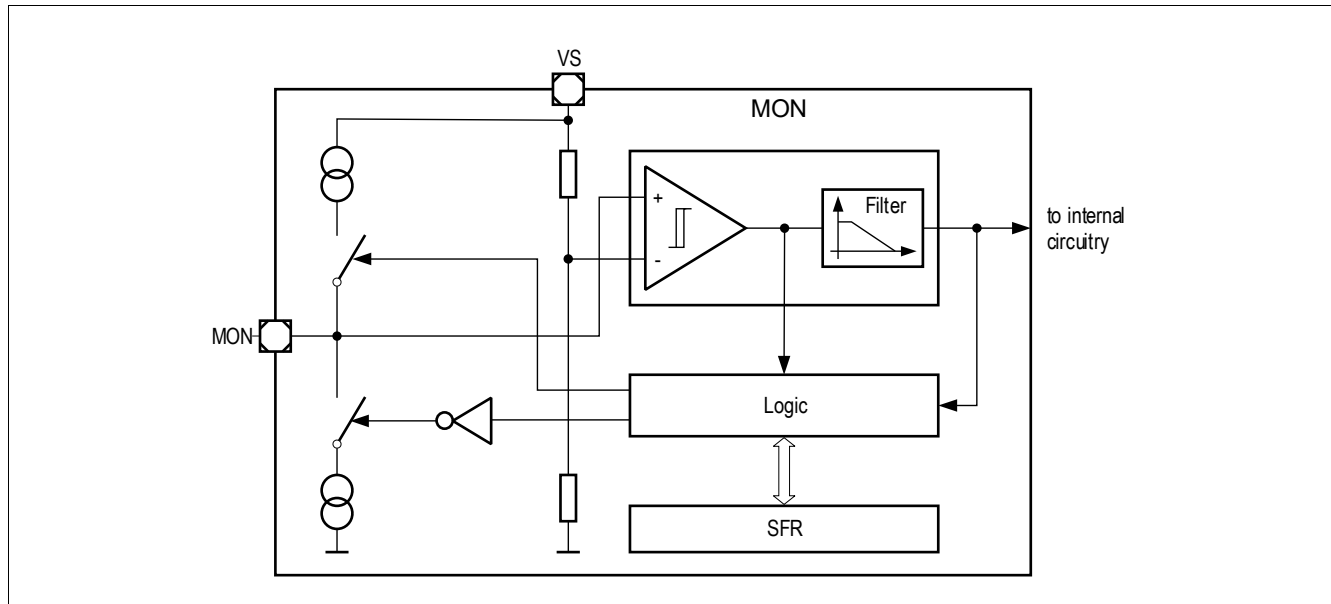 VS
MON
+
Filter
to internal
circuitry
-
MON
Logic
SFR